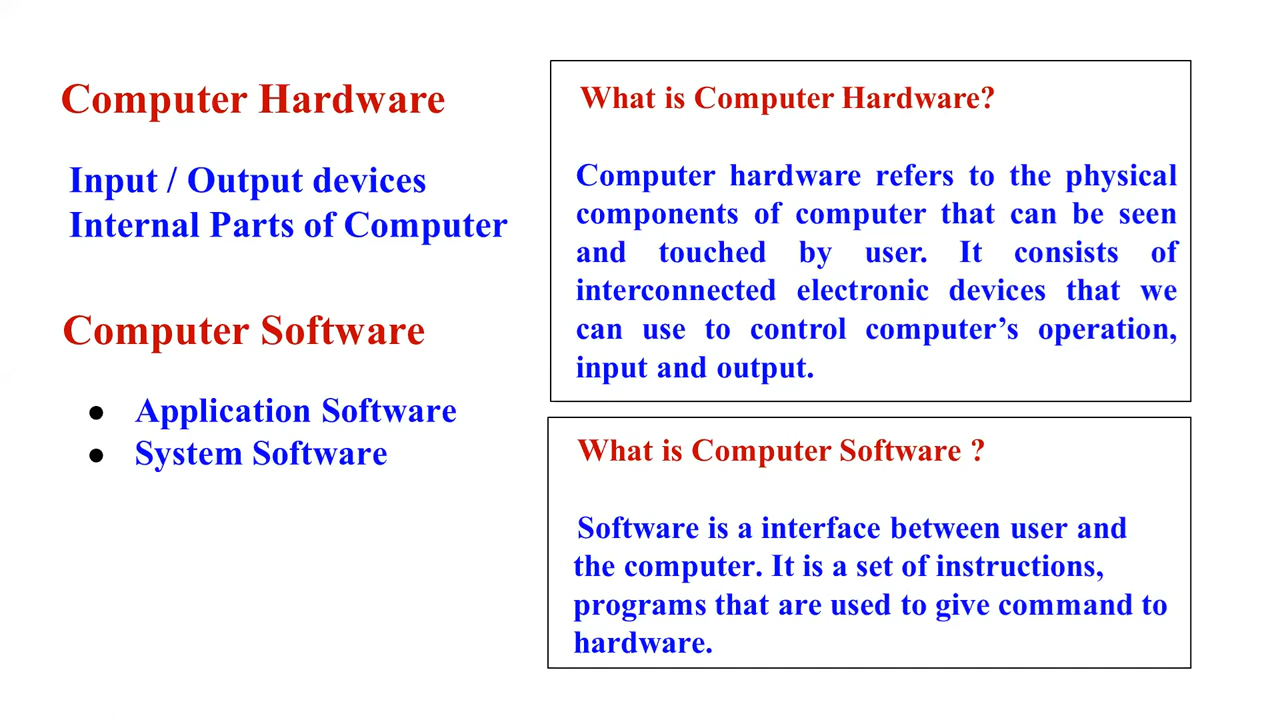 Computer Hardware
Input / Output devices
Internal Parts of Computer
Computer Software
● Application Software
● System Software
What is Computer Hardware?
Computer hardware refers to the physical
components of computer that can be seen
and touched by user. It consists of
interconnected electronic devices that we
can use to control computer’s operation,
input and output.
What is Computer Software ?
Software is a interface between user and
the computer. It is a set of instructions,
programs that are used to give command to
hardware.